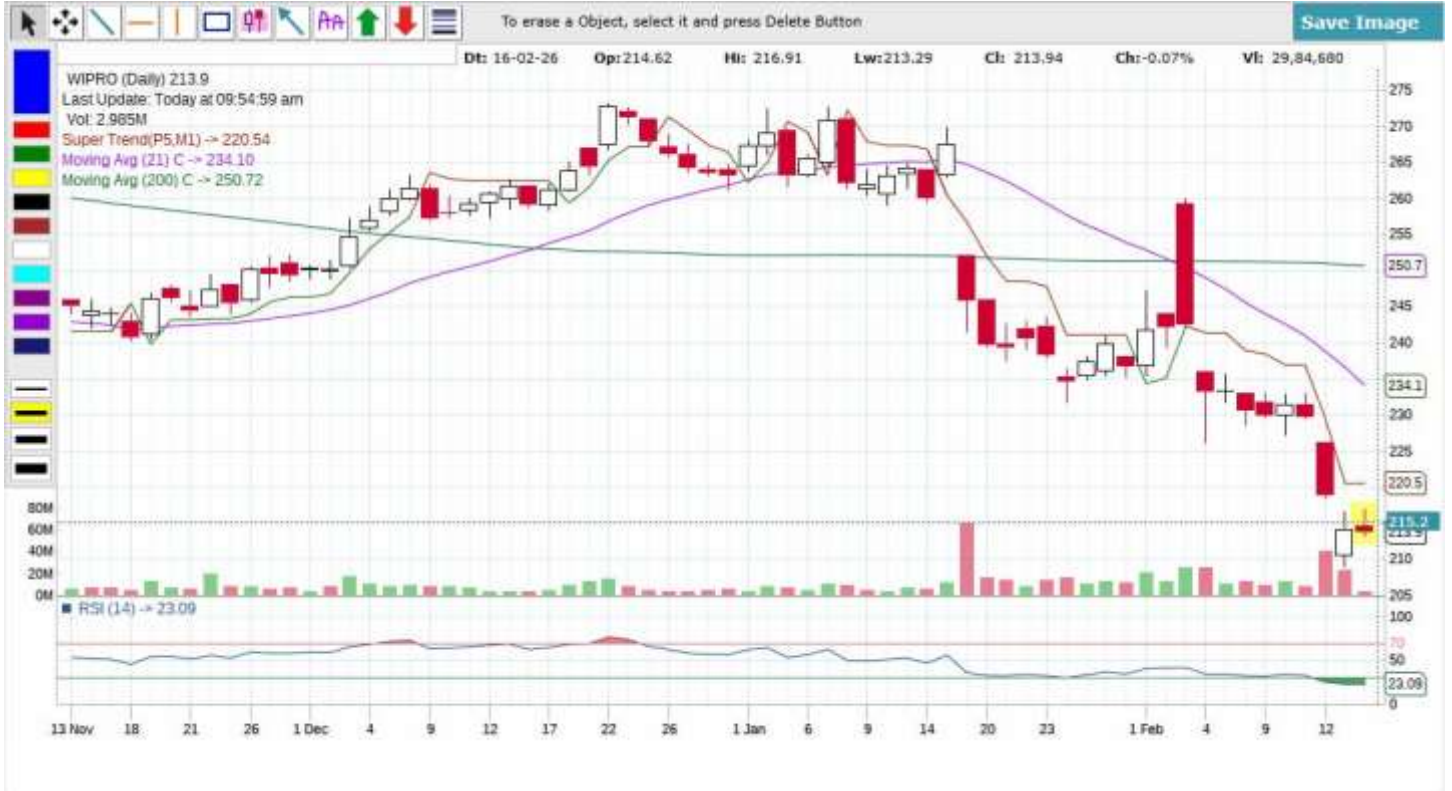 To erase a Object, select it and press Delete Button
Save Image
Dt: 16-02-26 Op:214.62 Hi: 216.91 Lw:213.29 Cl: 213.94 Ch:-0.07% Vl: 29,84,680
WIPRO (Daily) 213.9
Last Update: Today at 09:54:59 am
Vol: 2.985M
Super Trend(P5,M1) -> 220.54
Moving Avg (21) C -> 234.10
Moving Avg (200) C -> 250.72
275
270
265
260
255
250.7
245
240
234.1
230
225
220.5
215.2
213.9
210
205
80M
60M
40M
20M
0M
RSI (14) -> 23.09
100
70
50
23.09
0
13 Nov 18 21 26 1 Dec 4 9 12 17 22 26 1 Jan 6 9 14 20 23 1 Feb 4 9 12